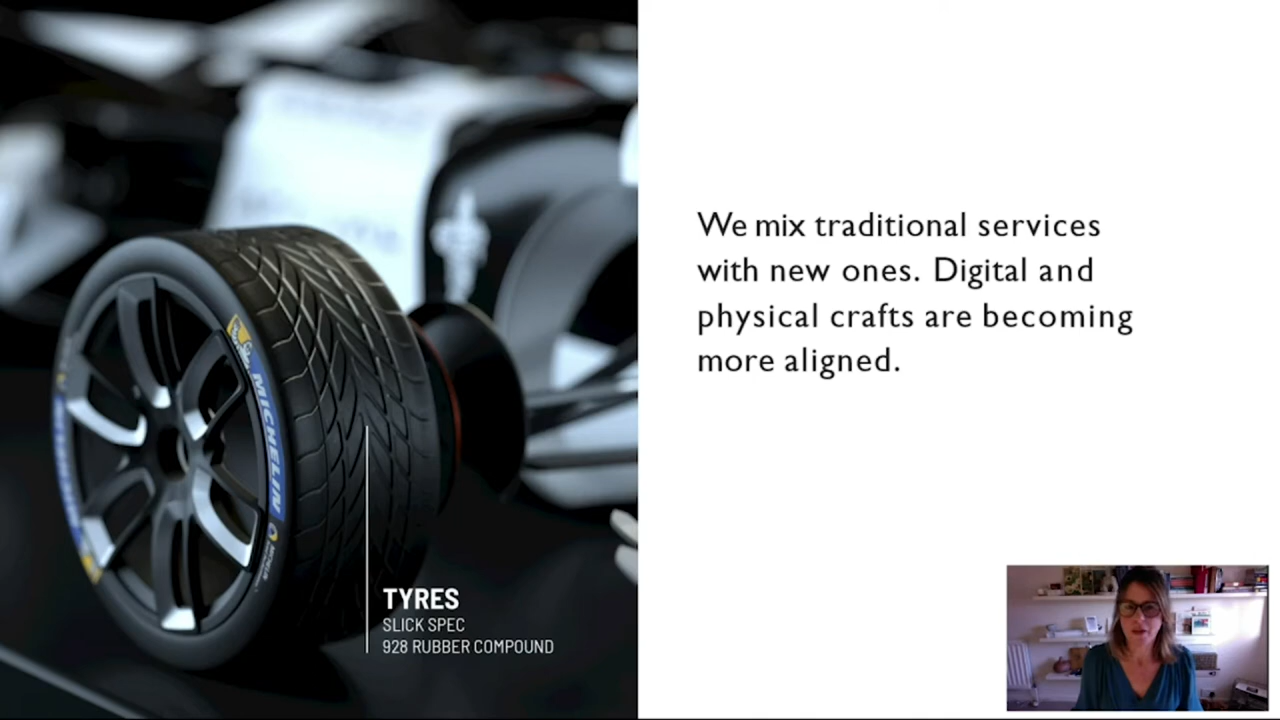 MICHELIN
TYRES
SLICK SPEC
928 RUBBER COMPOUND
We mix traditional services
with new ones. Digital and
physical crafts are becoming
more aligned.